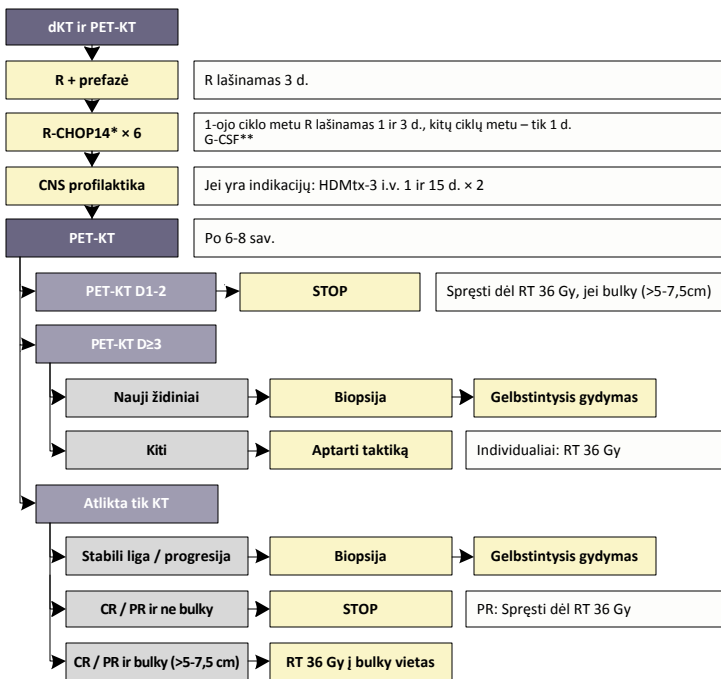 dKT ir PET-KT
R + prefazė
R lašinamas 3 d.
R-CHOP14* × 6
1-ojo ciklo metu R lašinamas 1 ir 3 d., kitų ciklų metu – tik 1 d.
G-CSF**
CNS profilaktika
Jei yra indikacijų: HDMtx-3 i.v. 1 ir 15 d. × 2
PET-KT
Po 6-8 sav.
PET-KT D1-2
STOP
Spręsti dėl RT 36 Gy, jei bulky (>5-7,5cm)
PET-KT D≥3
Nauji židiniai
Biopsija
Gelbstintysis gydymas
Kiti
Aptarti taktiką
Individualiai: RT 36 Gy
Atlikta tik KT
Stabili liga / progresija
Biopsija
Gelbstintysis gydymas
CR / PR ir ne bulky
STOP
PR: Spręsti dėl RT 36 Gy
CR / PR ir bulky (>5-7,5 cm)
RT 36 Gy į bulky vietas